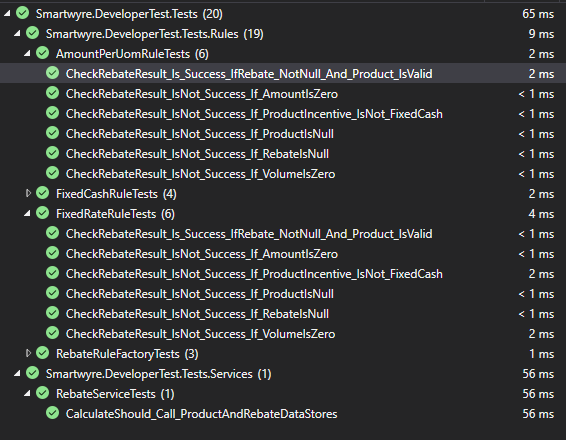 Smartwyre.DeveloperTest.Tests (20) 65 ms
Smartwyre.DeveloperTest.Tests.Rules (19) 9 ms
AmountPerUomRuleTests (6) 2 ms
CheckRebateResult_Is_Success_IfRebate_NotNull_And_Product_IsValid 2 ms
CheckRebateResult_IsNot_Success_If_AmountIsZero < 1 ms
CheckRebateResult_IsNot_Success_If_ProductIncentive_IsNot_FixedCash < 1 ms
CheckRebateResult_IsNot_Success_If_ProductIsNull < 1 ms
CheckRebateResult_IsNot_Success_If_RebateIsNull < 1 ms
CheckRebateResult_IsNot_Success_If_VolumeIsZero < 1 ms
FixedCashRuleTests (4) 2 ms
FixedRateRuleTests (6) 4 ms
CheckRebateResult_Is_Success_IfRebate_NotNull_And_Product_IsValid < 1 ms
CheckRebateResult_IsNot_Success_If_AmountIsZero < 1 ms
CheckRebateResult_IsNot_Success_If_ProductIncentive_IsNot_FixedCash 2 ms
CheckRebateResult_IsNot_Success_If_ProductIsNull < 1 ms
CheckRebateResult_IsNot_Success_If_RebateIsNull < 1 ms
CheckRebateResult_IsNot_Success_If_VolumeIsZero 2 ms
RebateRuleFactoryTests (3) 1 ms
Smartwyre.DeveloperTest.Tests.Services (1) 56 ms
RebateServiceTests (1) 56 ms
CalculateShould_Call_ProductAndRebateDataStores 56 ms